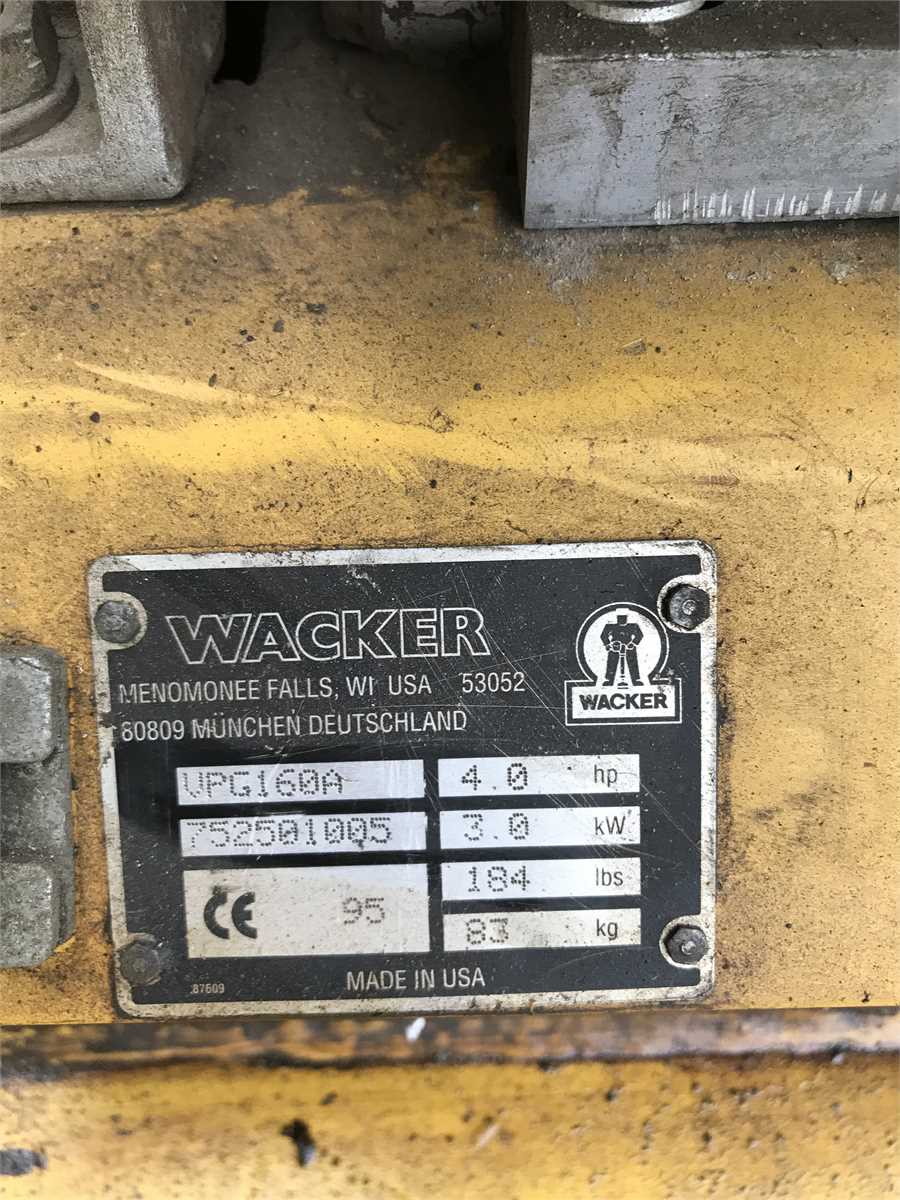 WACKER
WACKER
MENOMONEE FALLS, WI USA 53052
80809 MÜNCHEN DEUTSCHLAND
VPG160A 4.0 hp
752501005 3.0 kW
184 lbs
CE 95
83 kg
87609
MADE IN USA